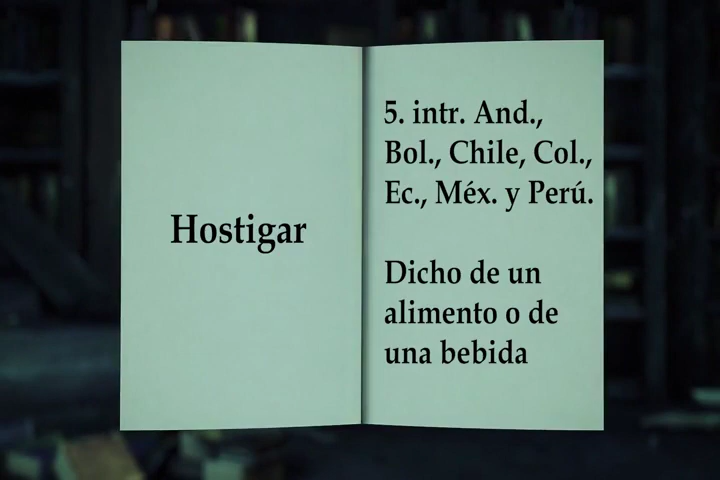 Hostigar
5. intr. And.,
Bol., Chile, Col.,
Ec., Méx. y Perú.
Dicho de un
alimento o de
una bebida